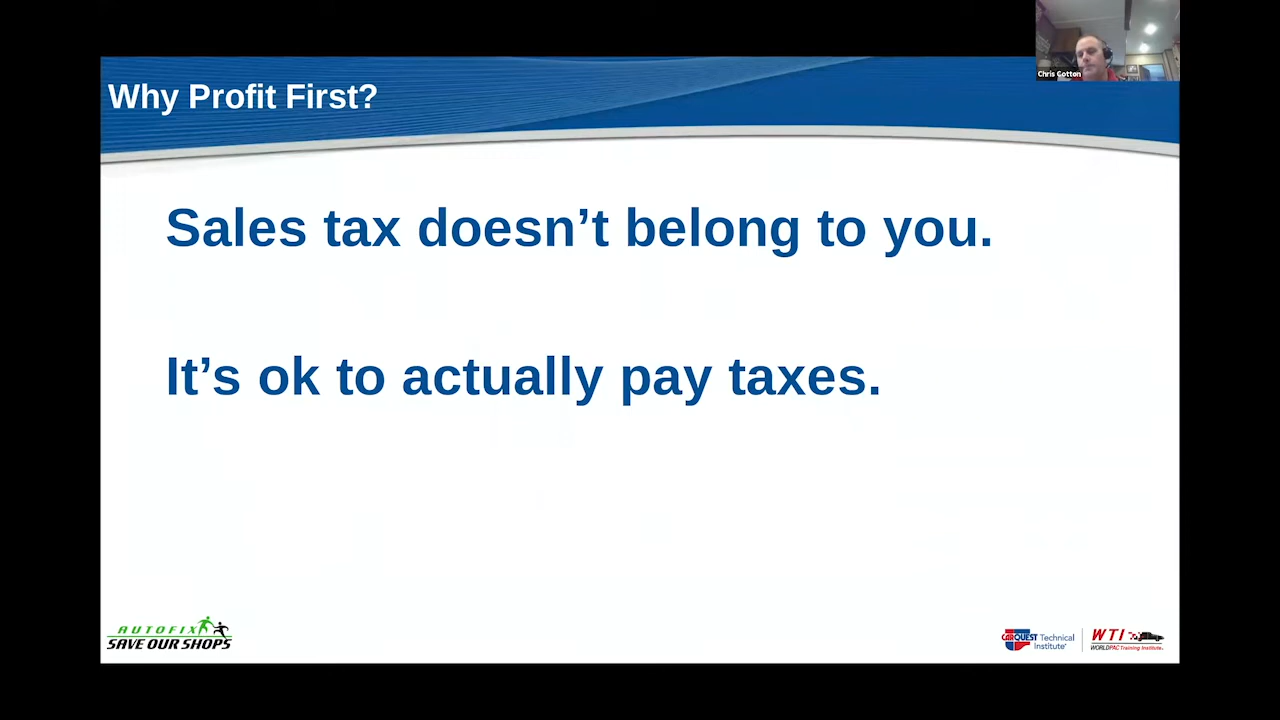 Chris Cotton
Why Profit First?
Sales tax doesn’t belong to you.
It’s ok to actually pay taxes.
AUTOFIX
SAVE OUR SHOPS
CARQUEST Technical
Institute
WTI
WORLDPAC Training Institute.